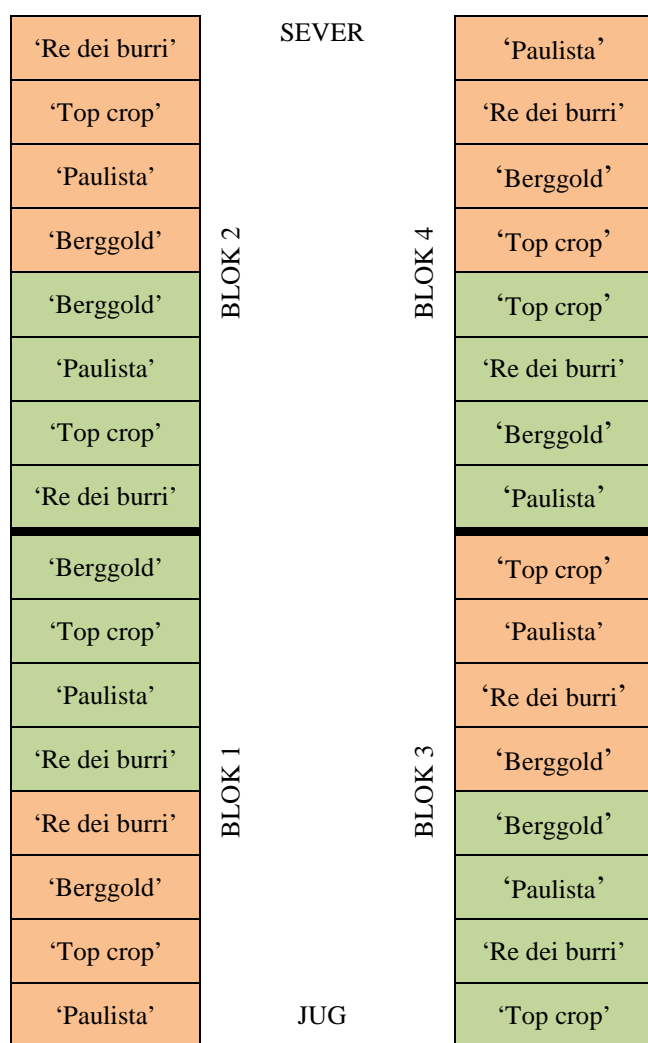 SEVER
‘Re dei burri’
‘Top crop’
‘Paulista’
‘Berggold’
‘Berggold’
‘Paulista’
‘Top crop’
‘Re dei burri’
BLOK 2
‘Berggold’
‘Top crop’
‘Paulista’
‘Re dei burri’
‘Re dei burri’
‘Berggold’
‘Top crop’
‘Paulista’
BLOK 1
‘Paulista’
‘Re dei burri’
‘Berggold’
‘Top crop’
‘Top crop’
‘Re dei burri’
‘Berggold’
‘Paulista’
BLOK 4
‘Top crop’
‘Paulista’
‘Re dei burri’
‘Berggold’
‘Berggold’
‘Paulista’
‘Re dei burri’
‘Top crop’
BLOK 3
JUG